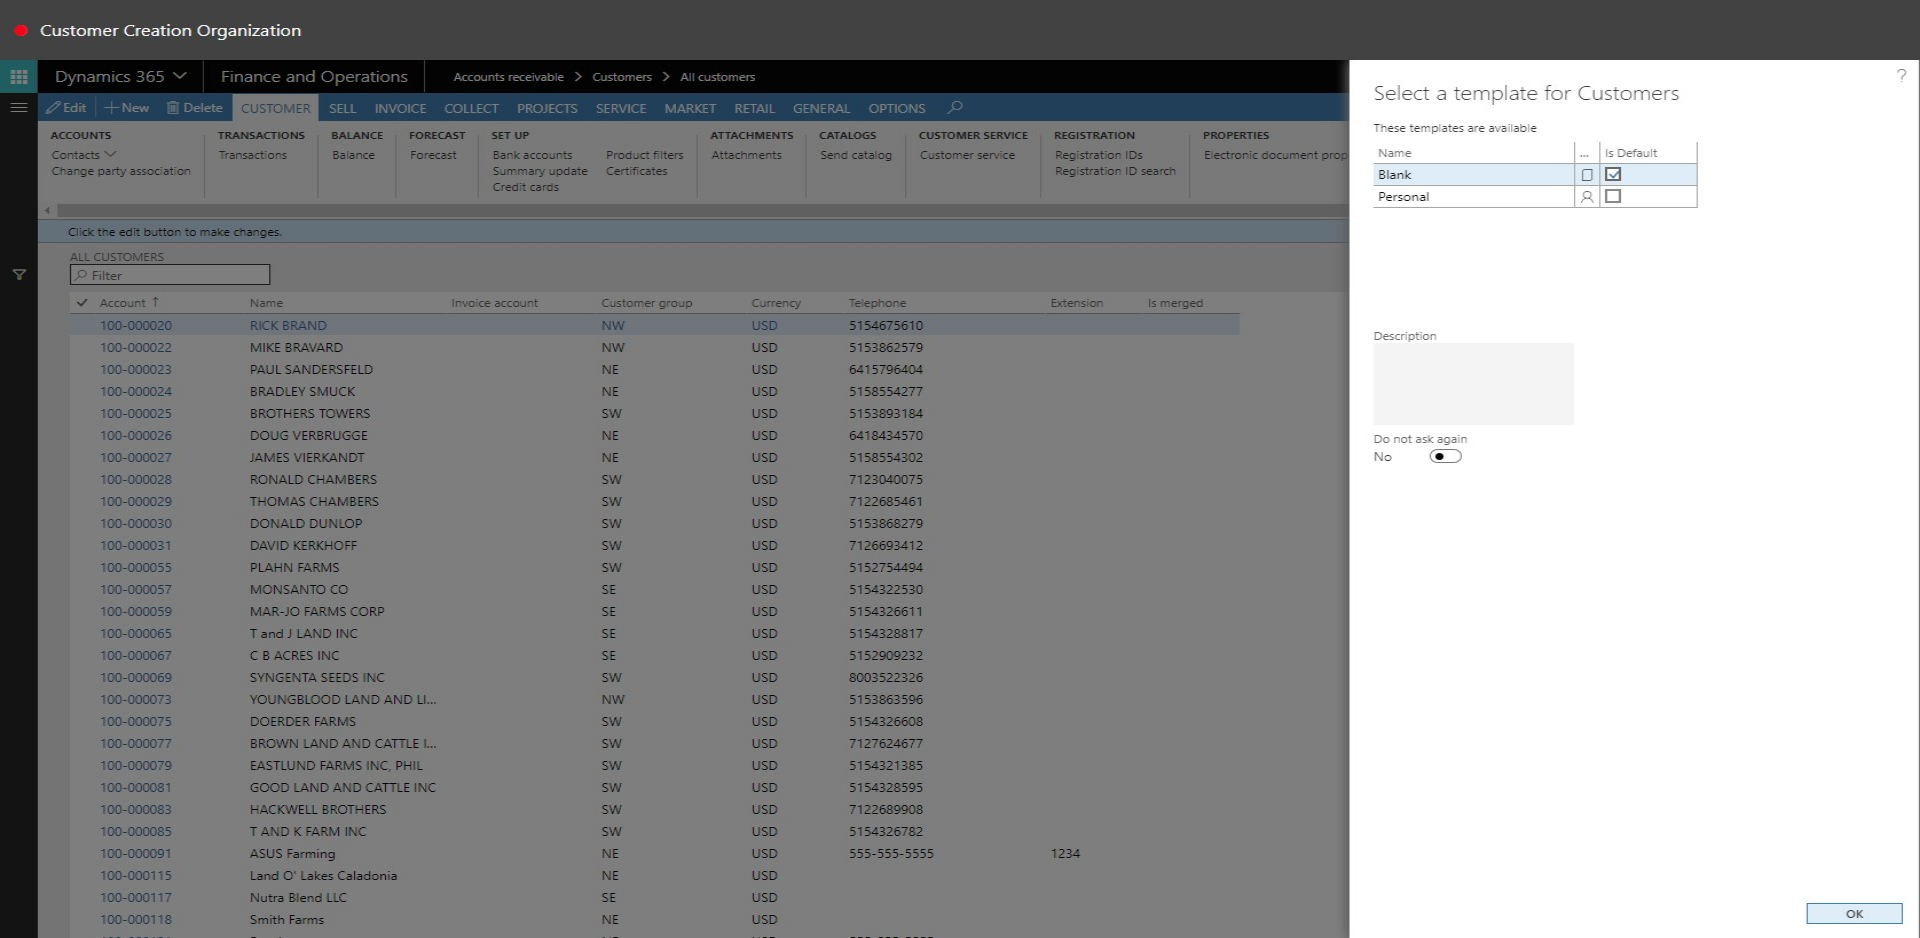 Customer Creation Organization
Dynamics 365 Finance and Operations Accounts receivable > Customers > All customers
Edit + New Delete CUSTOMER SELL INVOICE COLLECT PROJECTS SERVICE MARKET RETAIL GENERAL OPTIONS
ACCOUNTS TRANSACTIONS BALANCE FORECAST SET UP ATTACHMENTS CATALOGS CUSTOMER SERVICE REGISTRATION PROPERTIES
Contacts Transactions Balance Forecast Bank accounts Product filters Attachments Send catalog Customer service Registration IDs Electronic document prop
Change party association Summary update Certificates Registration ID search
Credit cards
Click the edit button to make changes.
ALL CUSTOMERS
Filter
Account ↑ Name Invoice account Customer group Currency Telephone Extension Is merged
100-000020 RICK BRAND NW USD 5154675610
100-000022 MIKE BRAVARD NW USD 5153862579
100-000023 PAUL SANDERSFELD NE USD 6415796404
100-000024 BRADLEY SMUCK NE USD 5158554277
100-000025 BROTHERS TOWERS SW USD 5153893184
100-000026 DOUG VERBRUGGE NE USD 6418434570
100-000027 JAMES VIERKANDT NE USD 5158554302
100-000028 RONALD CHAMBERS SW USD 7123040075
100-000029 THOMAS CHAMBERS SW USD 7122685461
100-000030 DONALD DUNLOP SW USD 5153868279
100-000031 DAVID KERKHOFF SW USD 7126693412
100-000055 PLAHN FARMS SW USD 5152754494
100-000057 MONSANTO CO SE USD 5154322530
100-000059 MAR-JO FARMS CORP SE USD 5154326611
100-000065 T and J LAND INC SE USD 5154328817
100-000067 C B ACRES INC SE USD 5152909232
100-000069 SYNGENTA SEEDS INC SW USD 8003522326
100-000073 YOUNGBLOOD LAND AND LI... NW USD 5153863596
100-000075 DOERDER FARMS SW USD 5154326608
100-000077 BROWN LAND AND CATTLE I... SW USD 7127624677
100-000079 EASTLUND FARMS INC, PHIL SW USD 5154321385
100-000081 GOOD LAND AND CATTLE INC SW USD 5154328595
100-000083 HACKWELL BROTHERS SW USD 7122689908
100-000085 T AND K FARM INC SW USD 5154326782
100-000091 ASUS Farming NE USD 555-555-5555 1234
100-000115 Land O' Lakes Caladonia NE USD
100-000117 Nutra Blend LLC SE USD
100-000118 Smith Farms NE USD
?
Select a template for Customers
These templates are available
Name ... Is Default
Blank
Personal
Description
Do not ask again
No
OK